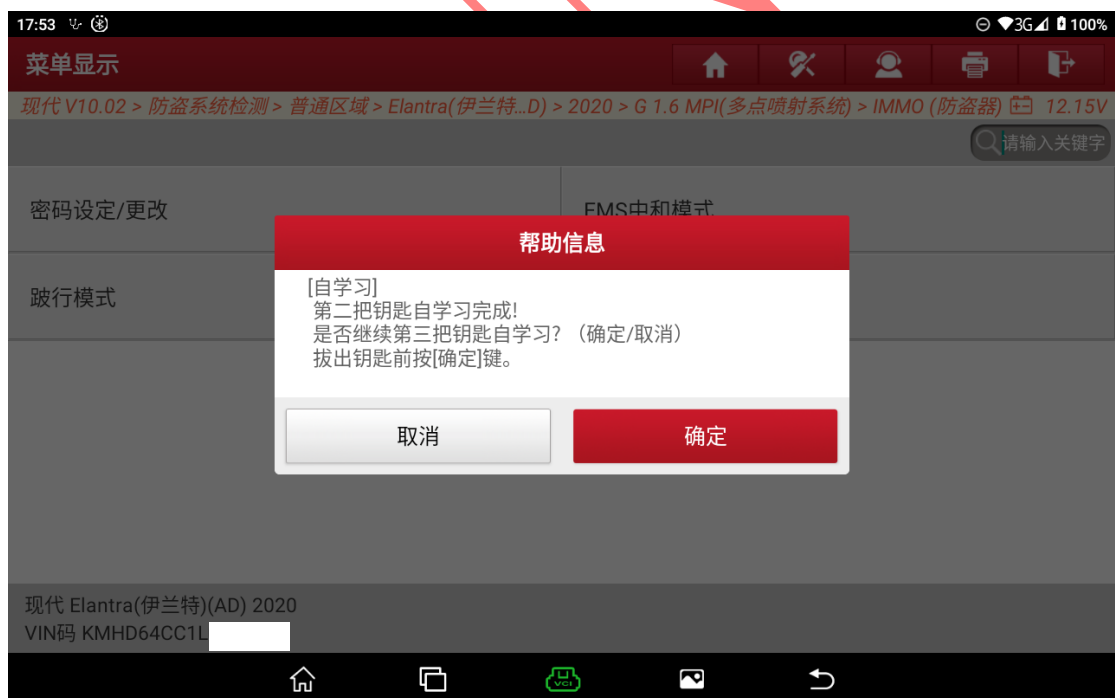 17:53
3G 100%
菜单显示
现代 V10.02 > 防盗系统检测 > 普通区域 > Elantra(伊兰特...D) > 2020 > G 1.6 MPI(多点喷射系统) > IMMO (防盗器) 12.15V
请输入关键字
密码设定/更改
EMS中和模式
跛行模式
帮助信息
[自学习]
第二把钥匙自学习完成!
是否继续第三把钥匙自学习? (确定/取消)
拔出钥匙前按[确定]键。
取消
确定
现代 Elantra(伊兰特)(AD) 2020
VIN码 KMHD64CC1L
VCI